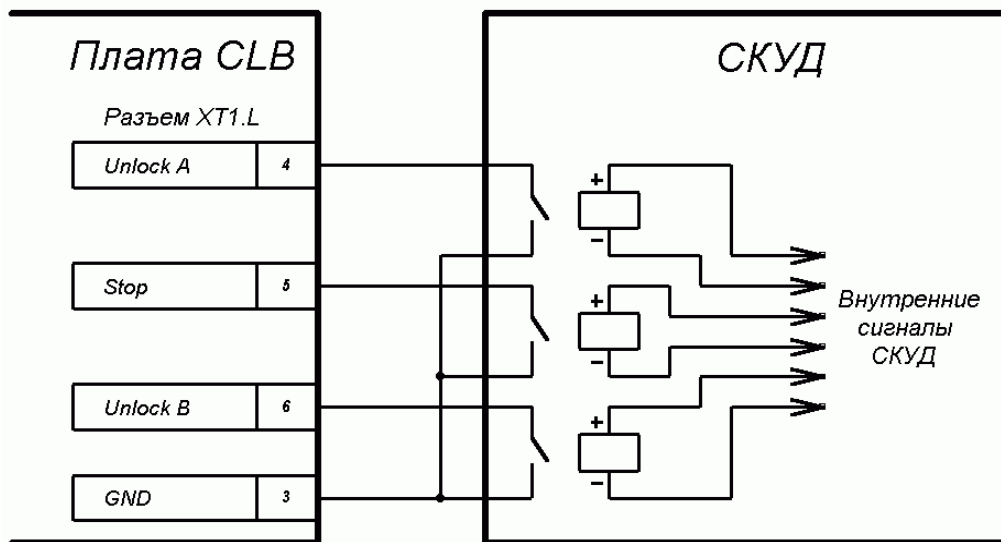 Плата CLB
СКУД
Разъем XT1.L
Unlock A 4
+
−
Stop 5
+
−
Внутренние
сигналы
СКУД
Unlock B 6
+
−
GND 3